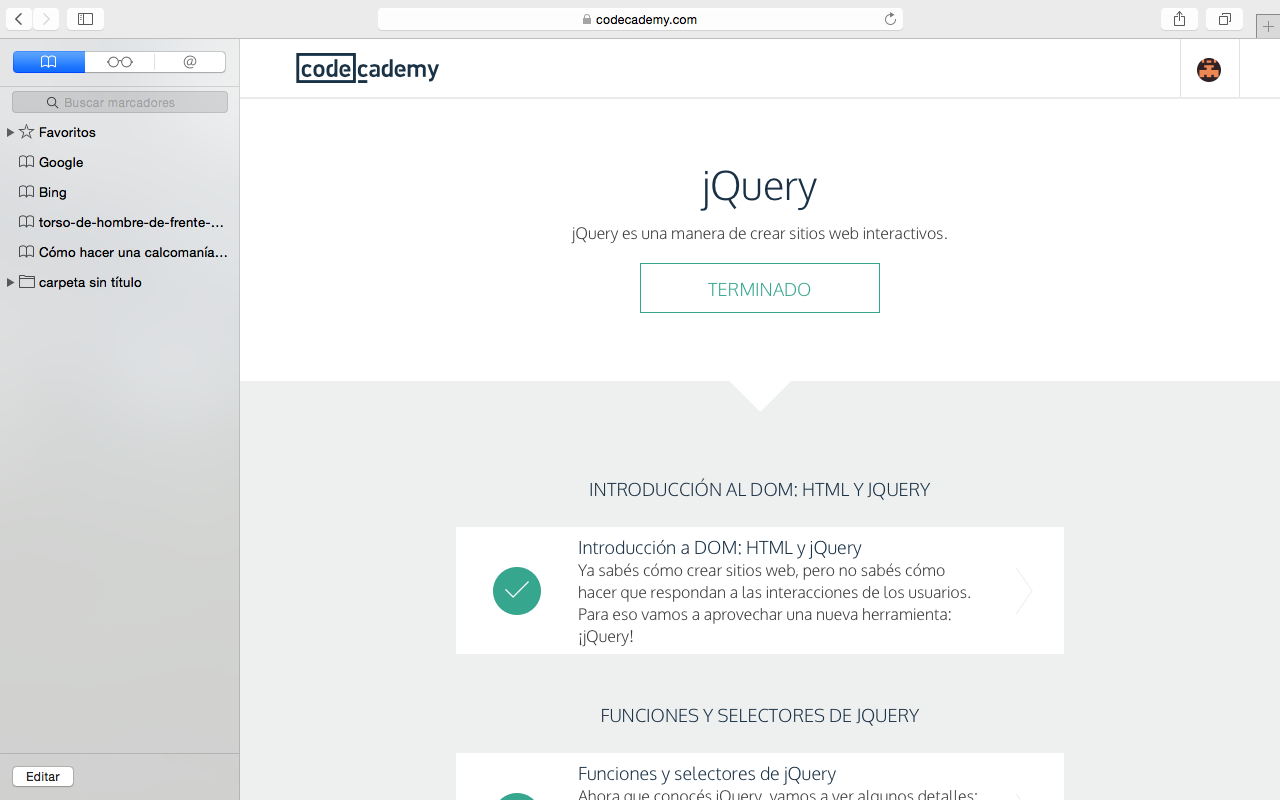 codecademy.com
@
Buscar marcadores
Favoritos
Google
Bing
torso-de-hombre-de-frente-...
Cómo hacer una calcomanía...
carpeta sin título
Editar
codecademy
jQuery
jQuery es una manera de crear sitios web interactivos.
TERMINADO
INTRODUCCIÓN AL DOM: HTML Y JQUERY
Introducción a DOM: HTML y jQuery
Ya sabés cómo crear sitios web, pero no sabés cómo
hacer que respondan a las interacciones de los usuarios.
Para eso vamos a aprovechar una nueva herramienta:
¡jQuery!
FUNCIONES Y SELECTORES DE JQUERY
Funciones y selectores de jQuery
Ahora que conocés jQuery, vamos a ver algunos detalles: